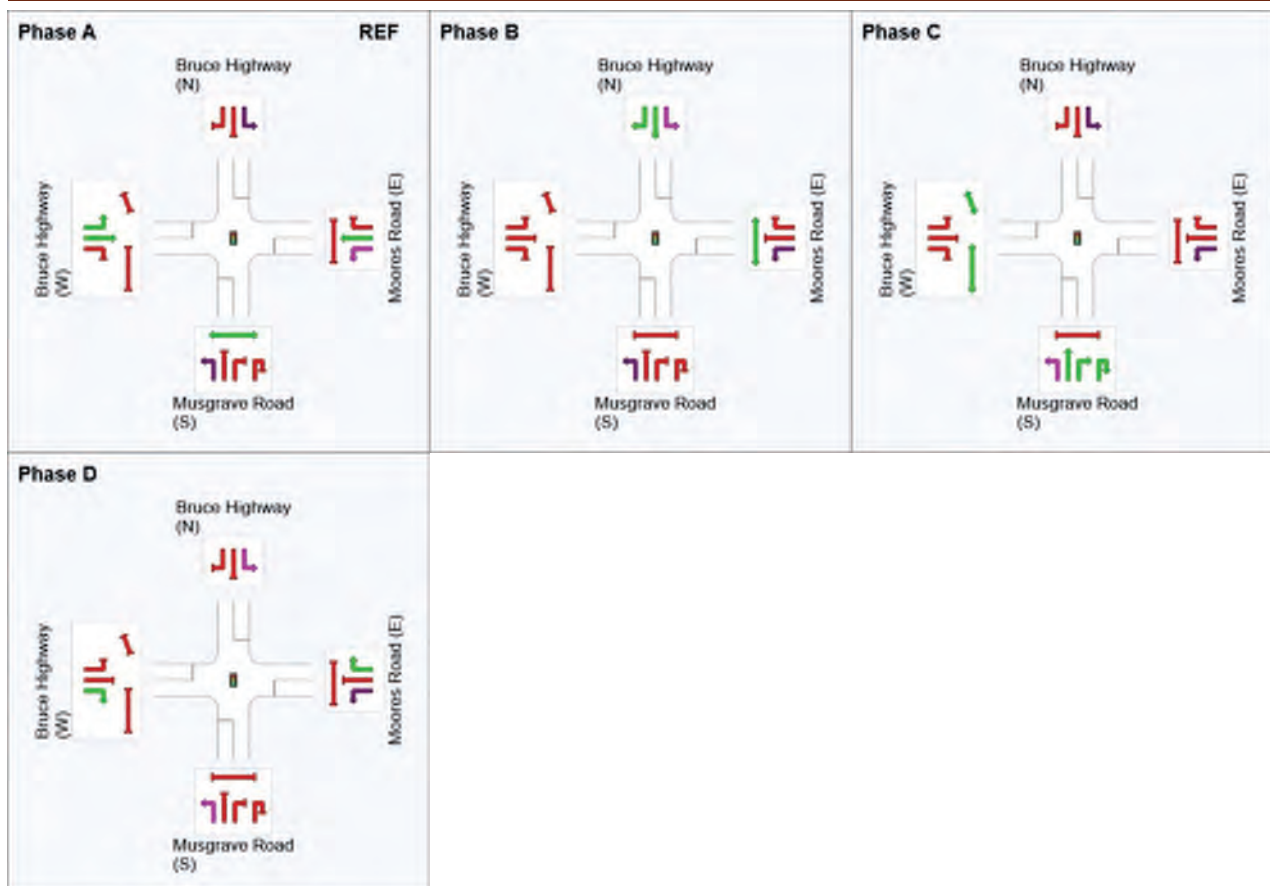 Phase A
REF
Bruce Highway
(N)
Bruce Highway
(W)
Moores Road (E)
Musgrave Road
(S)
Phase B
Bruce Highway
(N)
Bruce Highway
(W)
Moores Road (E)
Musgrave Road
(S)
Phase C
Bruce Highway
(N)
Bruce Highway
(W)
Moores Road (E)
Musgrave Road
(S)
Phase D
Bruce Highway
(N)
Bruce Highway
(W)
Moores Road (E)
Musgrave Road
(S)